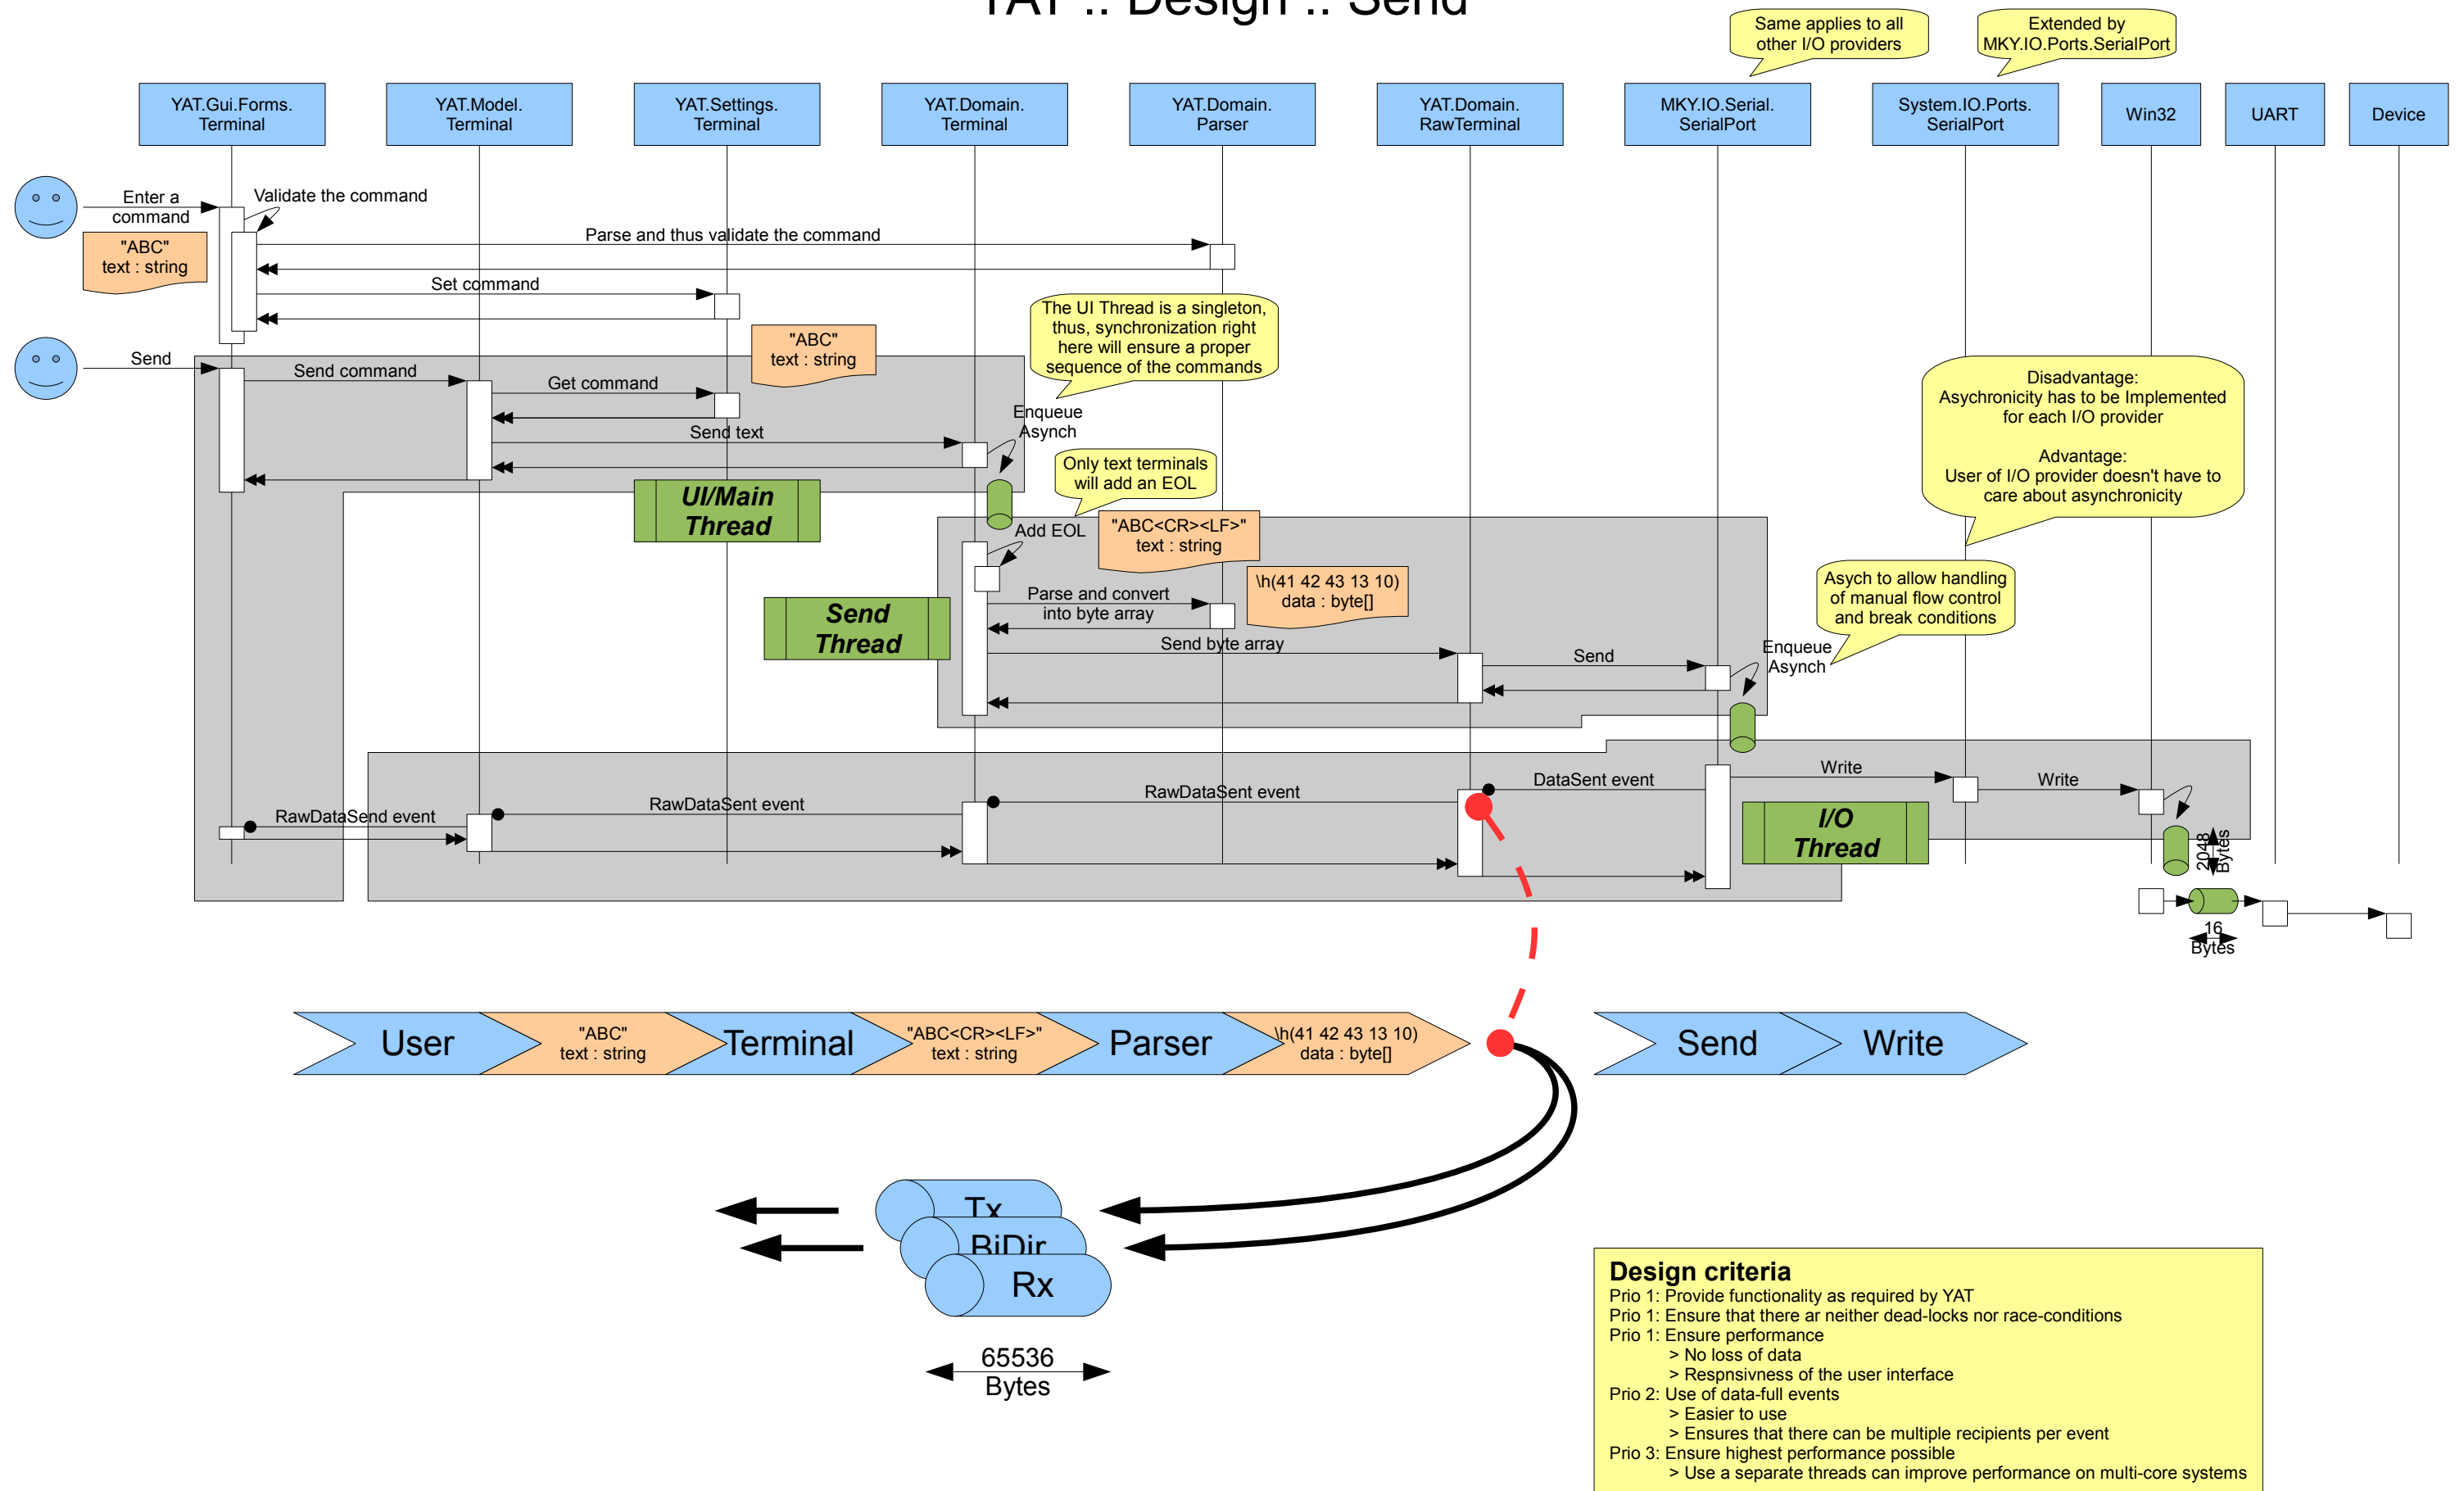 YAT :: Design :: Send
Same applies to all
other I/O providers
Extended by
MKY.IO.Ports.SerialPort
YAT.Gui.Forms.
Terminal
YAT.Model.
Terminal
YAT.Settings.
Terminal
YAT.Domain.
Terminal
YAT.Domain.
Parser
YAT.Domain.
RawTerminal
MKY.IO.Serial.
SerialPort
System.IO.Ports.
SerialPort
Win32
UART
Device
Enter a
command
Validate the command
"ABC"
text : string
Parse and thus validate the command
Set command
The UI Thread is a singleton,
thus, synchronization right
here will ensure a proper
sequence of the commands
"ABC"
text : string
Send
Send command
Get command
Send text
Enqueue
Asynch
Disadvantage:
Asychronicity has to be Implemented
for each I/O provider
Advantage:
User of I/O provider doesn't have to
care about asynchronicity
Only text terminals
will add an EOL
UI/Main
Thread
Add EOL
"ABC<CR><LF>"
text : string
\h(41 42 43 13 10)
data : byte[]
Parse and convert
into byte array
Send
Thread
Asych to allow handling
of manual flow control
and break conditions
Send byte array
Send
Enqueue
Asynch
Write
Write
DataSent event
RawDataSent event
RawDataSent event
RawDataSend event
I/O
Thread
2048
Bytes
16
Bytes
User
"ABC"
text : string
Terminal
"ABC<CR><LF>"
text : string
Parser
\h(41 42 43 13 10)
data : byte[]
Send
Write
Tx
BiDir
Rx
65536
Bytes
Design criteria
Prio 1: Provide functionality as required by YAT
Prio 1: Ensure that there ar neither dead-locks nor race-conditions
Prio 1: Ensure performance
> No loss of data
> Respnsivness of the user interface
Prio 2: Use of data-full events
> Easier to use
> Ensures that there can be multiple recipients per event
Prio 3: Ensure highest performance possible
> Use a separate threads can improve performance on multi-core systems